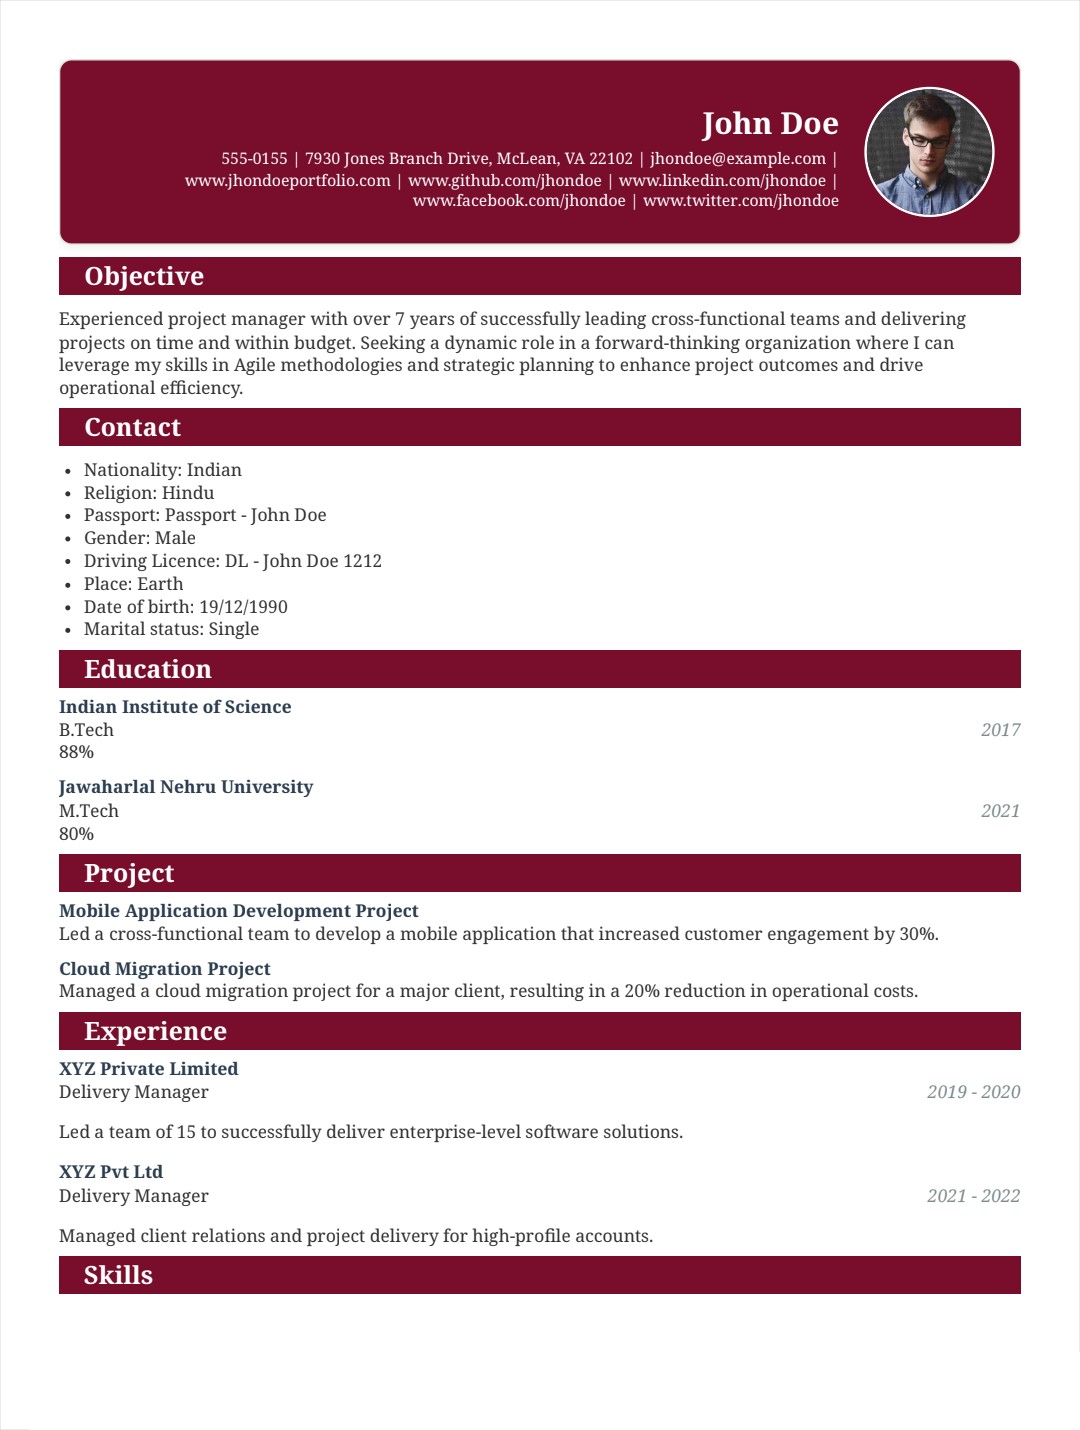 John Doe
555-0155 | 7930 Jones Branch Drive, McLean, VA 22102 | jhondoe@example.com |
www.jhondoeportfolio.com | www.github.com/jhondoe | www.linkedin.com/jhondoe |
www.facebook.com/jhondoe | www.twitter.com/jhondoe
Objective
Experienced project manager with over 7 years of successfully leading cross-functional teams and delivering
projects on time and within budget. Seeking a dynamic role in a forward-thinking organization where I can
leverage my skills in Agile methodologies and strategic planning to enhance project outcomes and drive
operational efficiency.
Contact
• Nationality: Indian
• Religion: Hindu
• Passport: Passport - John Doe
• Gender: Male
• Driving Licence: DL - John Doe 1212
• Place: Earth
• Date of birth: 19/12/1990
• Marital status: Single
Education
Indian Institute of Science
B.Tech 2017
88%
Jawaharlal Nehru University
M.Tech 2021
80%
Project
Mobile Application Development Project
Led a cross-functional team to develop a mobile application that increased customer engagement by 30%.
Cloud Migration Project
Managed a cloud migration project for a major client, resulting in a 20% reduction in operational costs.
Experience
XYZ Private Limited
Delivery Manager 2019 - 2020
Led a team of 15 to successfully deliver enterprise-level software solutions.
XYZ Pvt Ltd
Delivery Manager 2021 - 2022
Managed client relations and project delivery for high-profile accounts.
Skills